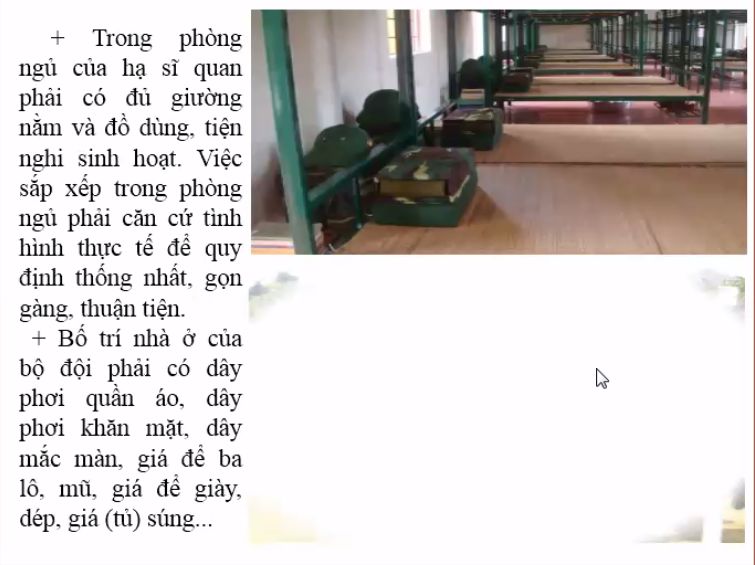 + Trong phòng
ngủ của hạ sĩ quan
phải có đủ giường
nằm và đồ dùng, tiện
nghi sinh hoạt. Việc
sắp xếp trong phòng
ngủ phải căn cứ tình
hình thực tế để quy
định thống nhất, gọn
gàng, thuận tiện.
+ Bố trí nhà ở của
bộ đội phải có dây
phơi quần áo, dây
phơi khăn mặt, dây
mắc màn, giá để ba
lô, mũ, giá để giày,
dép, giá (tủ) súng...